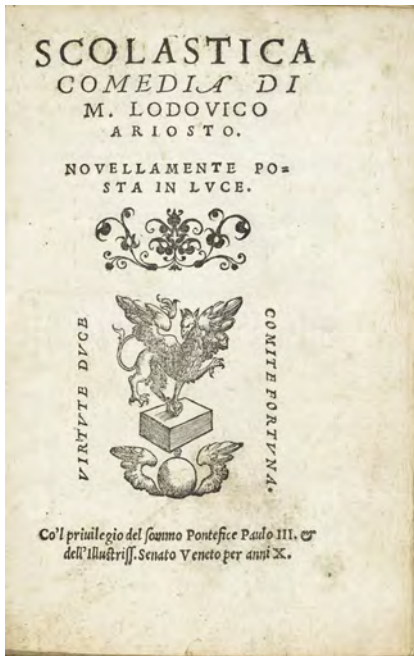 SCOLASTICA
COMEDIA DI
M. LODOVICO
ARIOSTO.
NOVELLAMENTE PO=
STA IN LVCE.
VIRTVTE DVCE
COMITE FORTVNA.
Co'l priuilegio del sommo Pontefice Paulo III. &
dell'Illustriss. Senato Veneto per anni X.